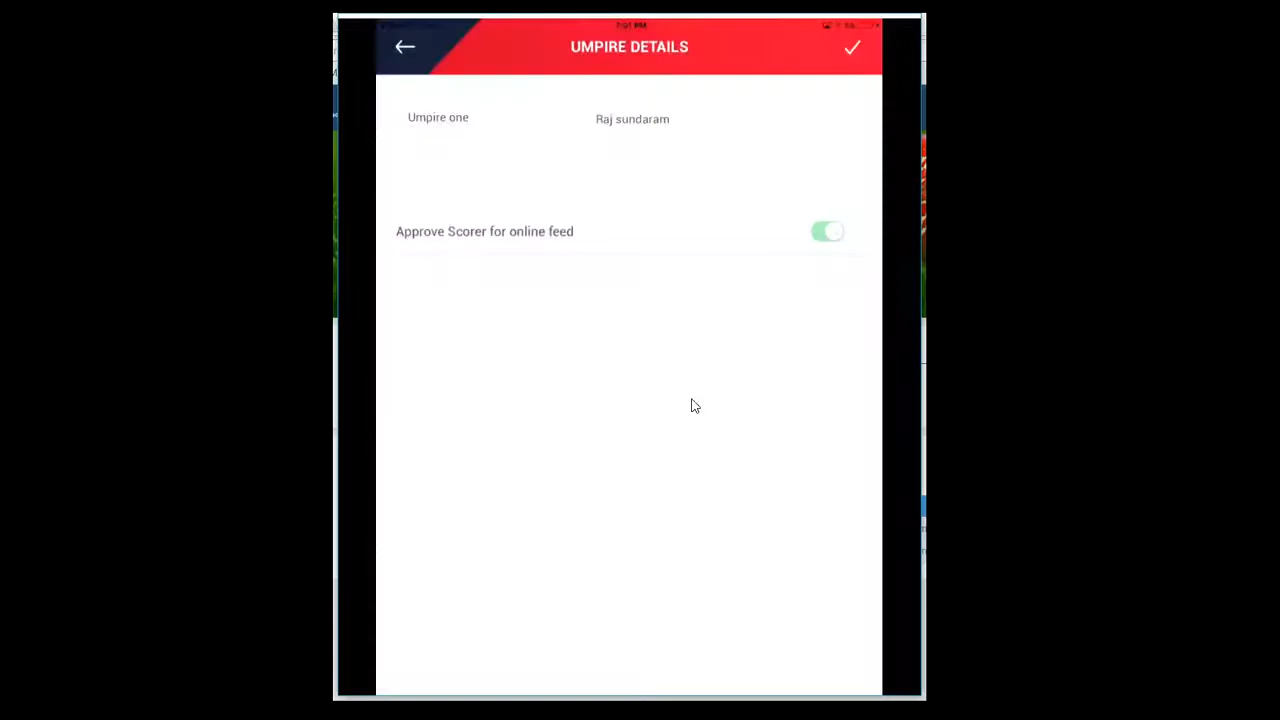 UMPIRE DETAILS
Umpire one
Raj sundaram
Approve Scorer for online feed